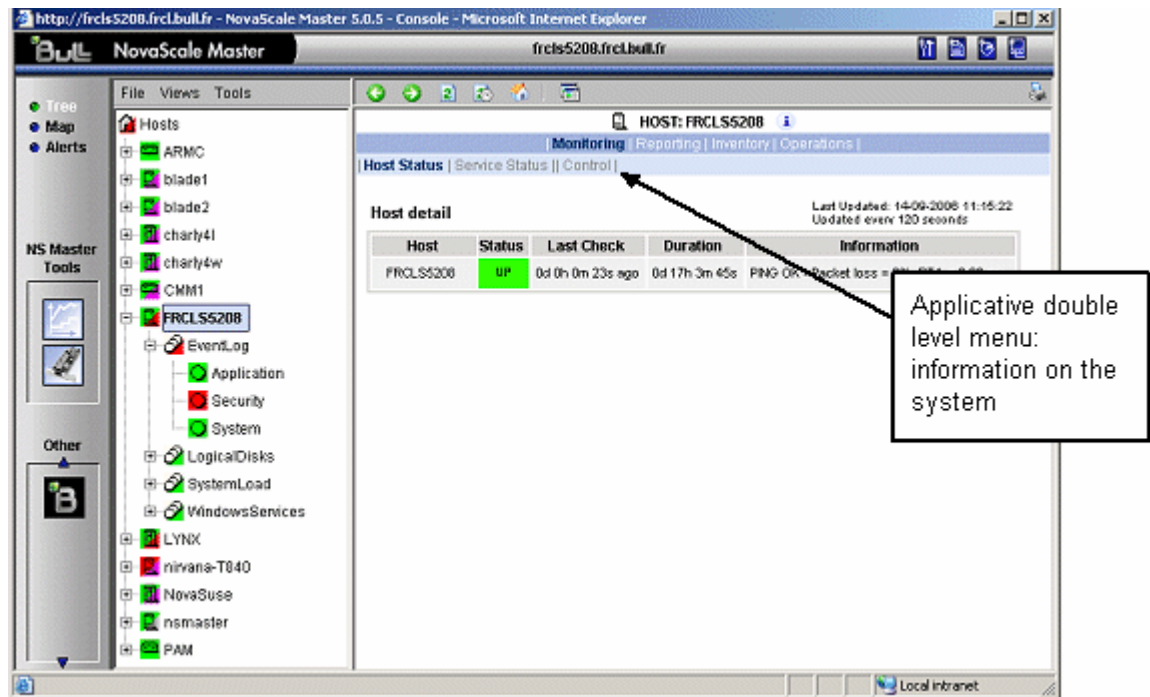 http://frcls5208.frcl.bull.fr - NovaScale Master 5.0.5 - Console - Microsoft Internet Explorer
Bull NovaScale Master frcls5208.frcl.bull.fr
File Views Tools
Tree
Map
Alerts
NS Master
Tools
Other
B
Hosts
ARMC
blade1
blade2
charly4l
charly4w
CMM1
FRCLS5208
EventLog
Application
Security
System
LogicalDisks
SystemLoad
WindowsServices
LYNX
nirvana-T840
NovaSuse
nsmaster
PAM
HOST: FRCLS5208
| Monitoring | Reporting | Inventory | Operations |
| Host Status | Service Status || Control |
Host detail
Last Updated: 14-09-2006 11:15:22
Updated every 120 seconds
Host Status Last Check Duration Information
FRCLS5208 UP 0d 0h 0m 23s ago 0d 17h 3m 45s PING OK Packet loss =
Applicative double
level menu:
information on the
system
Local intranet